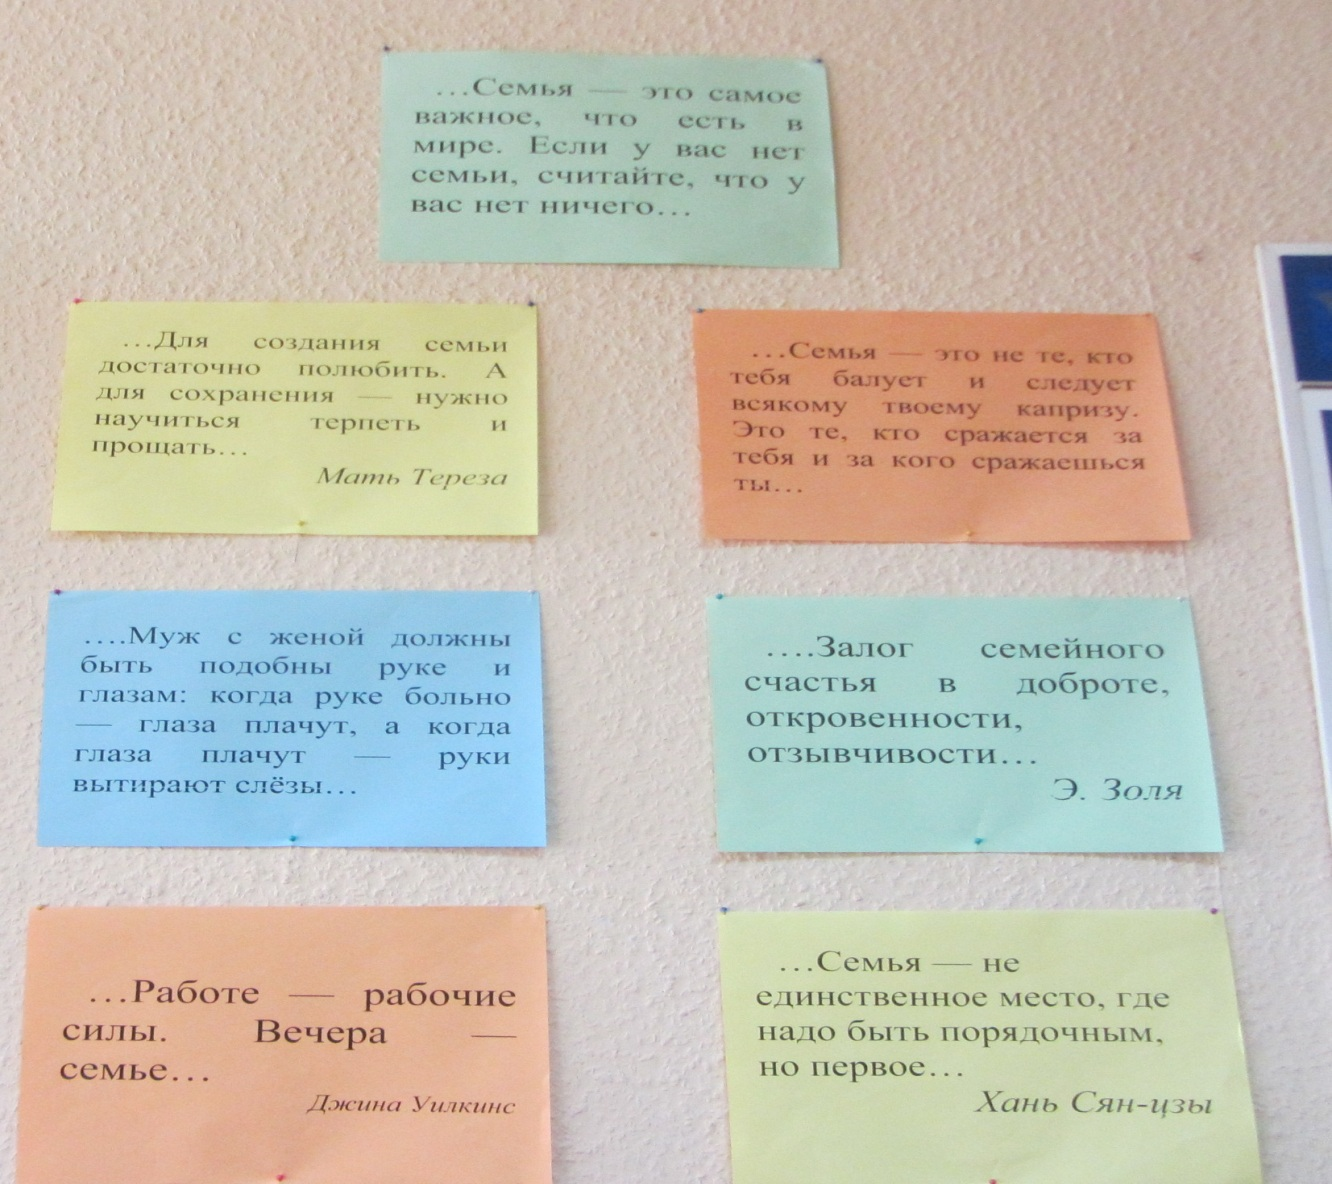 ...Семья — это самое
важное, что есть в
мире. Если у вас нет
семьи, считайте, что у
вас нет ничего...
...Для создания семьи
достаточно полюбить. А
для сохранения — нужно
научиться терпеть и
прощать...
Мать Тереза
...Семья — это не те, кто
тебя балует и следует
всякому твоему капризу.
Это те, кто сражается за
тебя и за кого сражаешься
ты...
....Муж с женой должны
быть подобны руке и
глазам: когда руке больно
— глаза плачут, а когда
глаза плачут — руки
вытирают слёзы...
....Залог семейного
счастья в доброте,
откровенности,
отзывчивости...
Э. Золя
...Работе — рабочие
силы. Вечера —
семье...
Джина Уилкинс
...Семья — не
единственное место, где
надо быть порядочным,
но первое...
Хань Сян-цзы